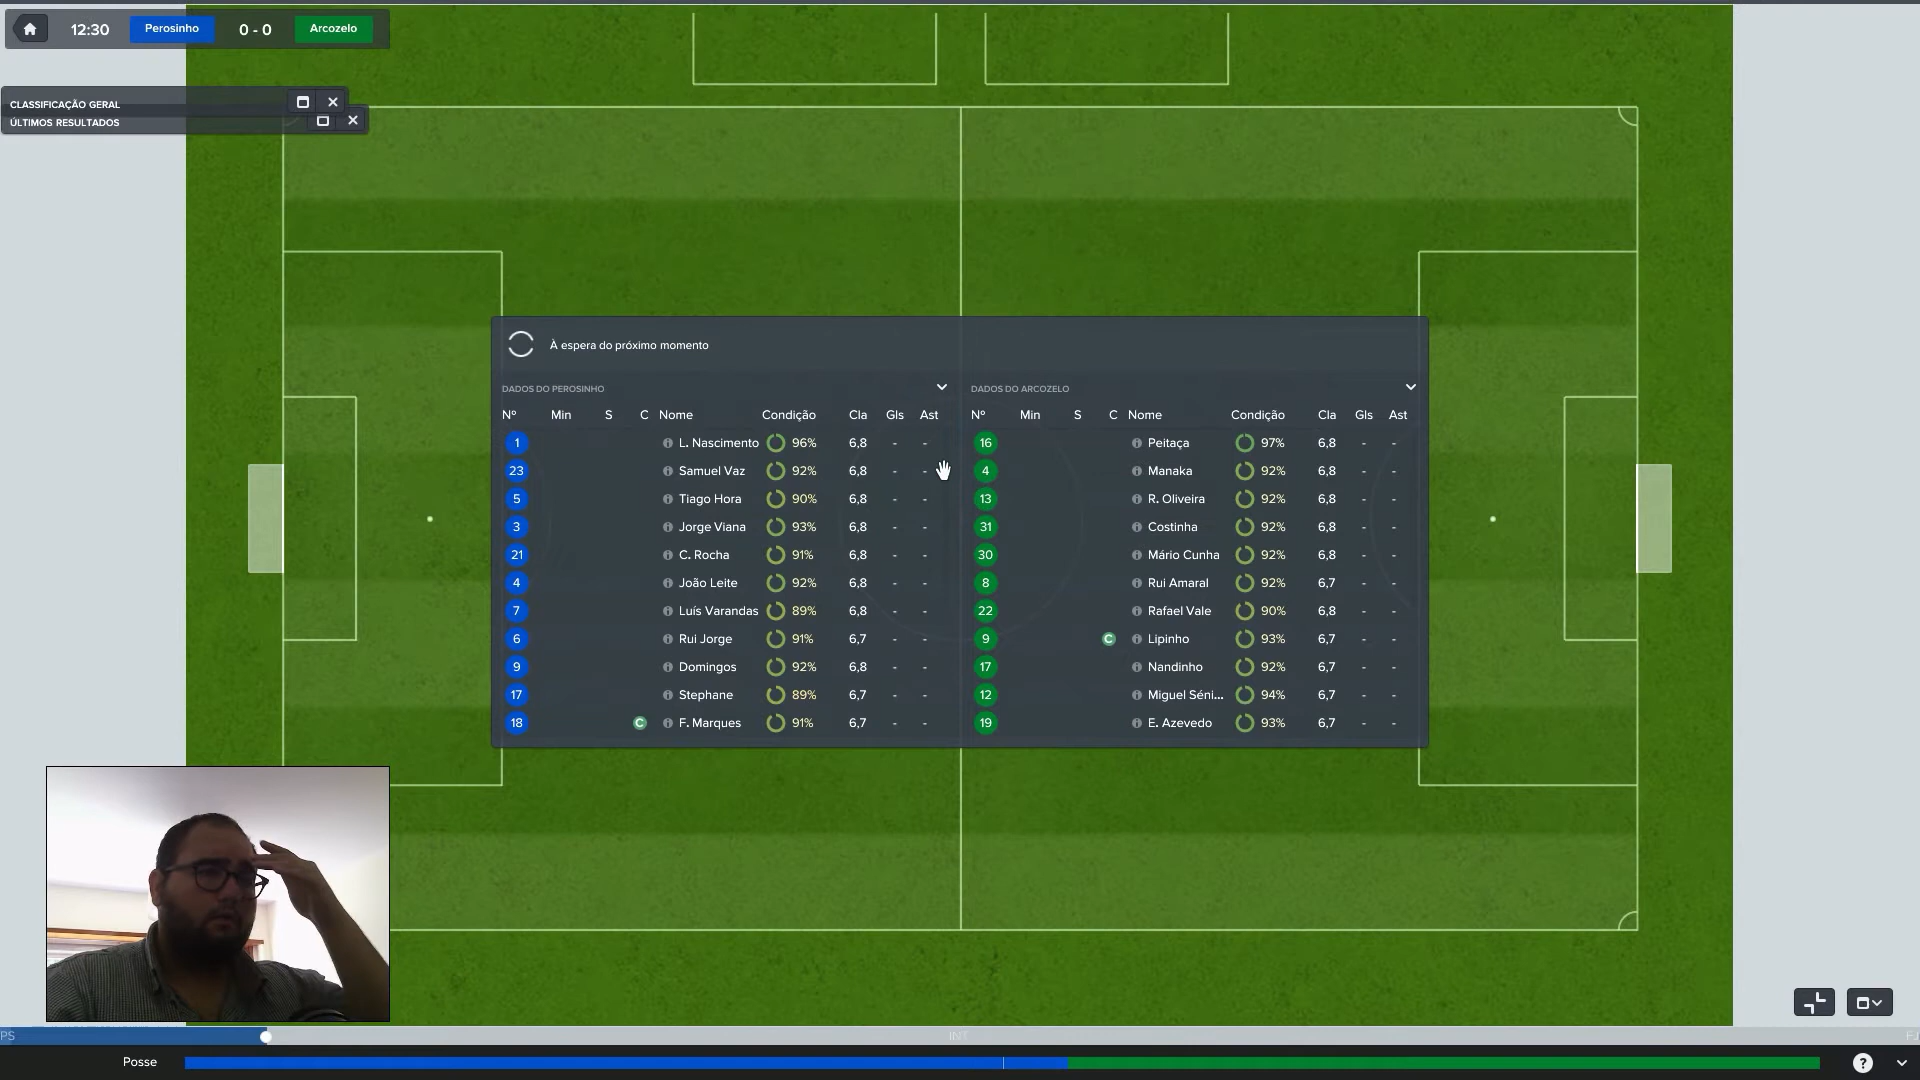 12:30 Perosinho 0 - 0 Arcozelo
CLASSIFICAÇÃO GERAL
ÚLTIMOS RESULTADOS
À espera do próximo momento
DADOS DO PEROSINHO
Nº Min S C Nome Condição Cla Gls Ast
1 L. Nascimento 96% 6,8 - -
23 Samuel Vaz 92% 6,8 - -
5 Tiago Hora 90% 6,8 - -
3 Jorge Viana 93% 6,8 - -
21 C. Rocha 91% 6,8 - -
4 João Leite 92% 6,8 - -
7 Luís Varandas 89% 6,8 - -
6 Rui Jorge 91% 6,7 - -
9 Domingos 92% 6,8 - -
17 Stephane 89% 6,7 - -
18 C F. Marques 91% 6,7 - -
DADOS DO ARCOZELO
Nº Min S C Nome Condição Cla Gls Ast
16 Peitaça 97% 6,8 - -
4 Manaka 92% 6,8 - -
13 R. Oliveira 92% 6,8 - -
31 Costinha 92% 6,8 - -
30 Mário Cunha 92% 6,8 - -
8 Rui Amaral 92% 6,7 - -
22 Rafael Vale 90% 6,8 - -
9 C Lipinho 93% 6,7 - -
17 Nandinho 92% 6,7 - -
12 Miguel Séni... 94% 6,7 - -
19 E. Azevedo 93% 6,7 - -
PS INT FJ
Posse ?